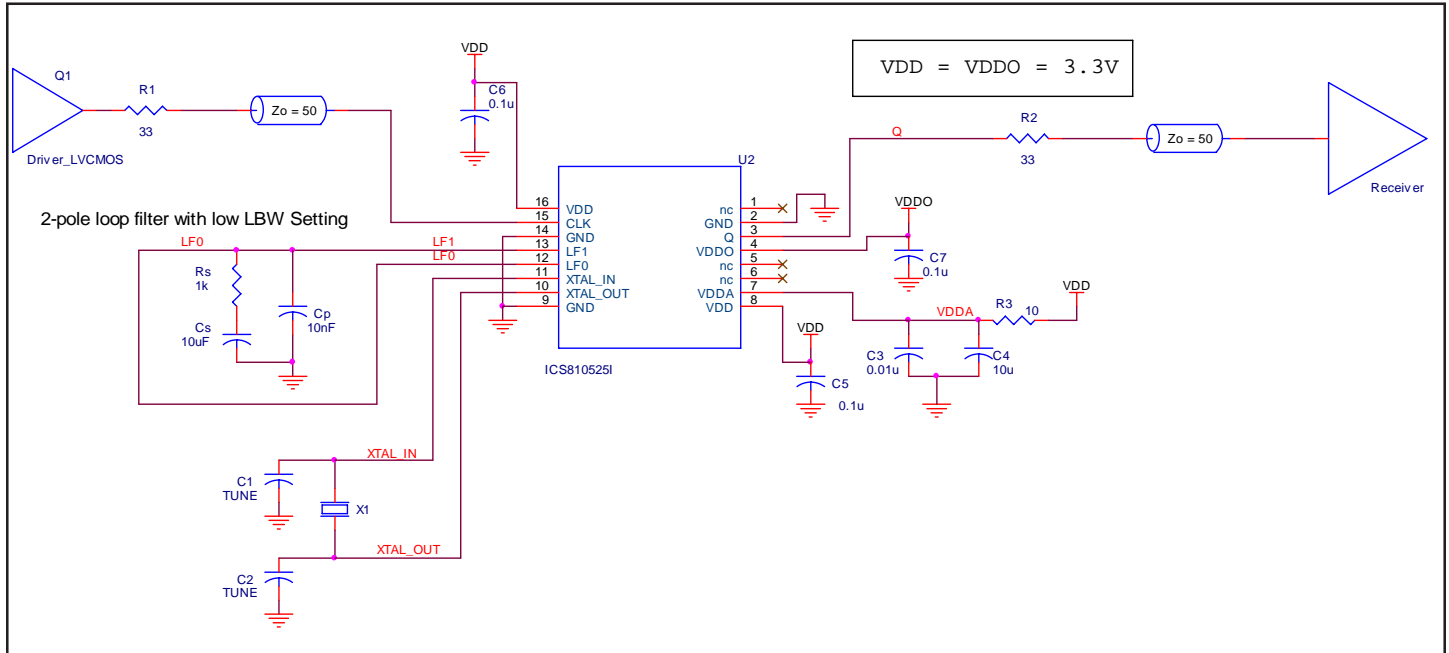 VDD
VDD = VDDO = 3.3V
Q1
R1
33
Zo = 50
Driver_LVCMOS
C6
0.1u
Q
R2
33
Zo = 50
Receiver
U2
2-pole loop filter with low LBW Setting
16 VDD
15 CLK
14 GND
13 LF1
12 LF0
11 XTAL_IN
10 XTAL_OUT
9 GND
nc 1
GND 2
Q 3
VDDO 4
nc 5
nc 6
VDDA 7
VDD 8
ICS810525I
LF0
LF1
LF0
Rs
1k
Cs
10uF
Cp
10nF
VDDO
C7
0.1u
VDD
R3
10
VDDA
C3
0.01u
C4
10u
VDD
C5
0.1u
XTAL_IN
C1
TUNE
X1
XTAL_OUT
C2
TUNE